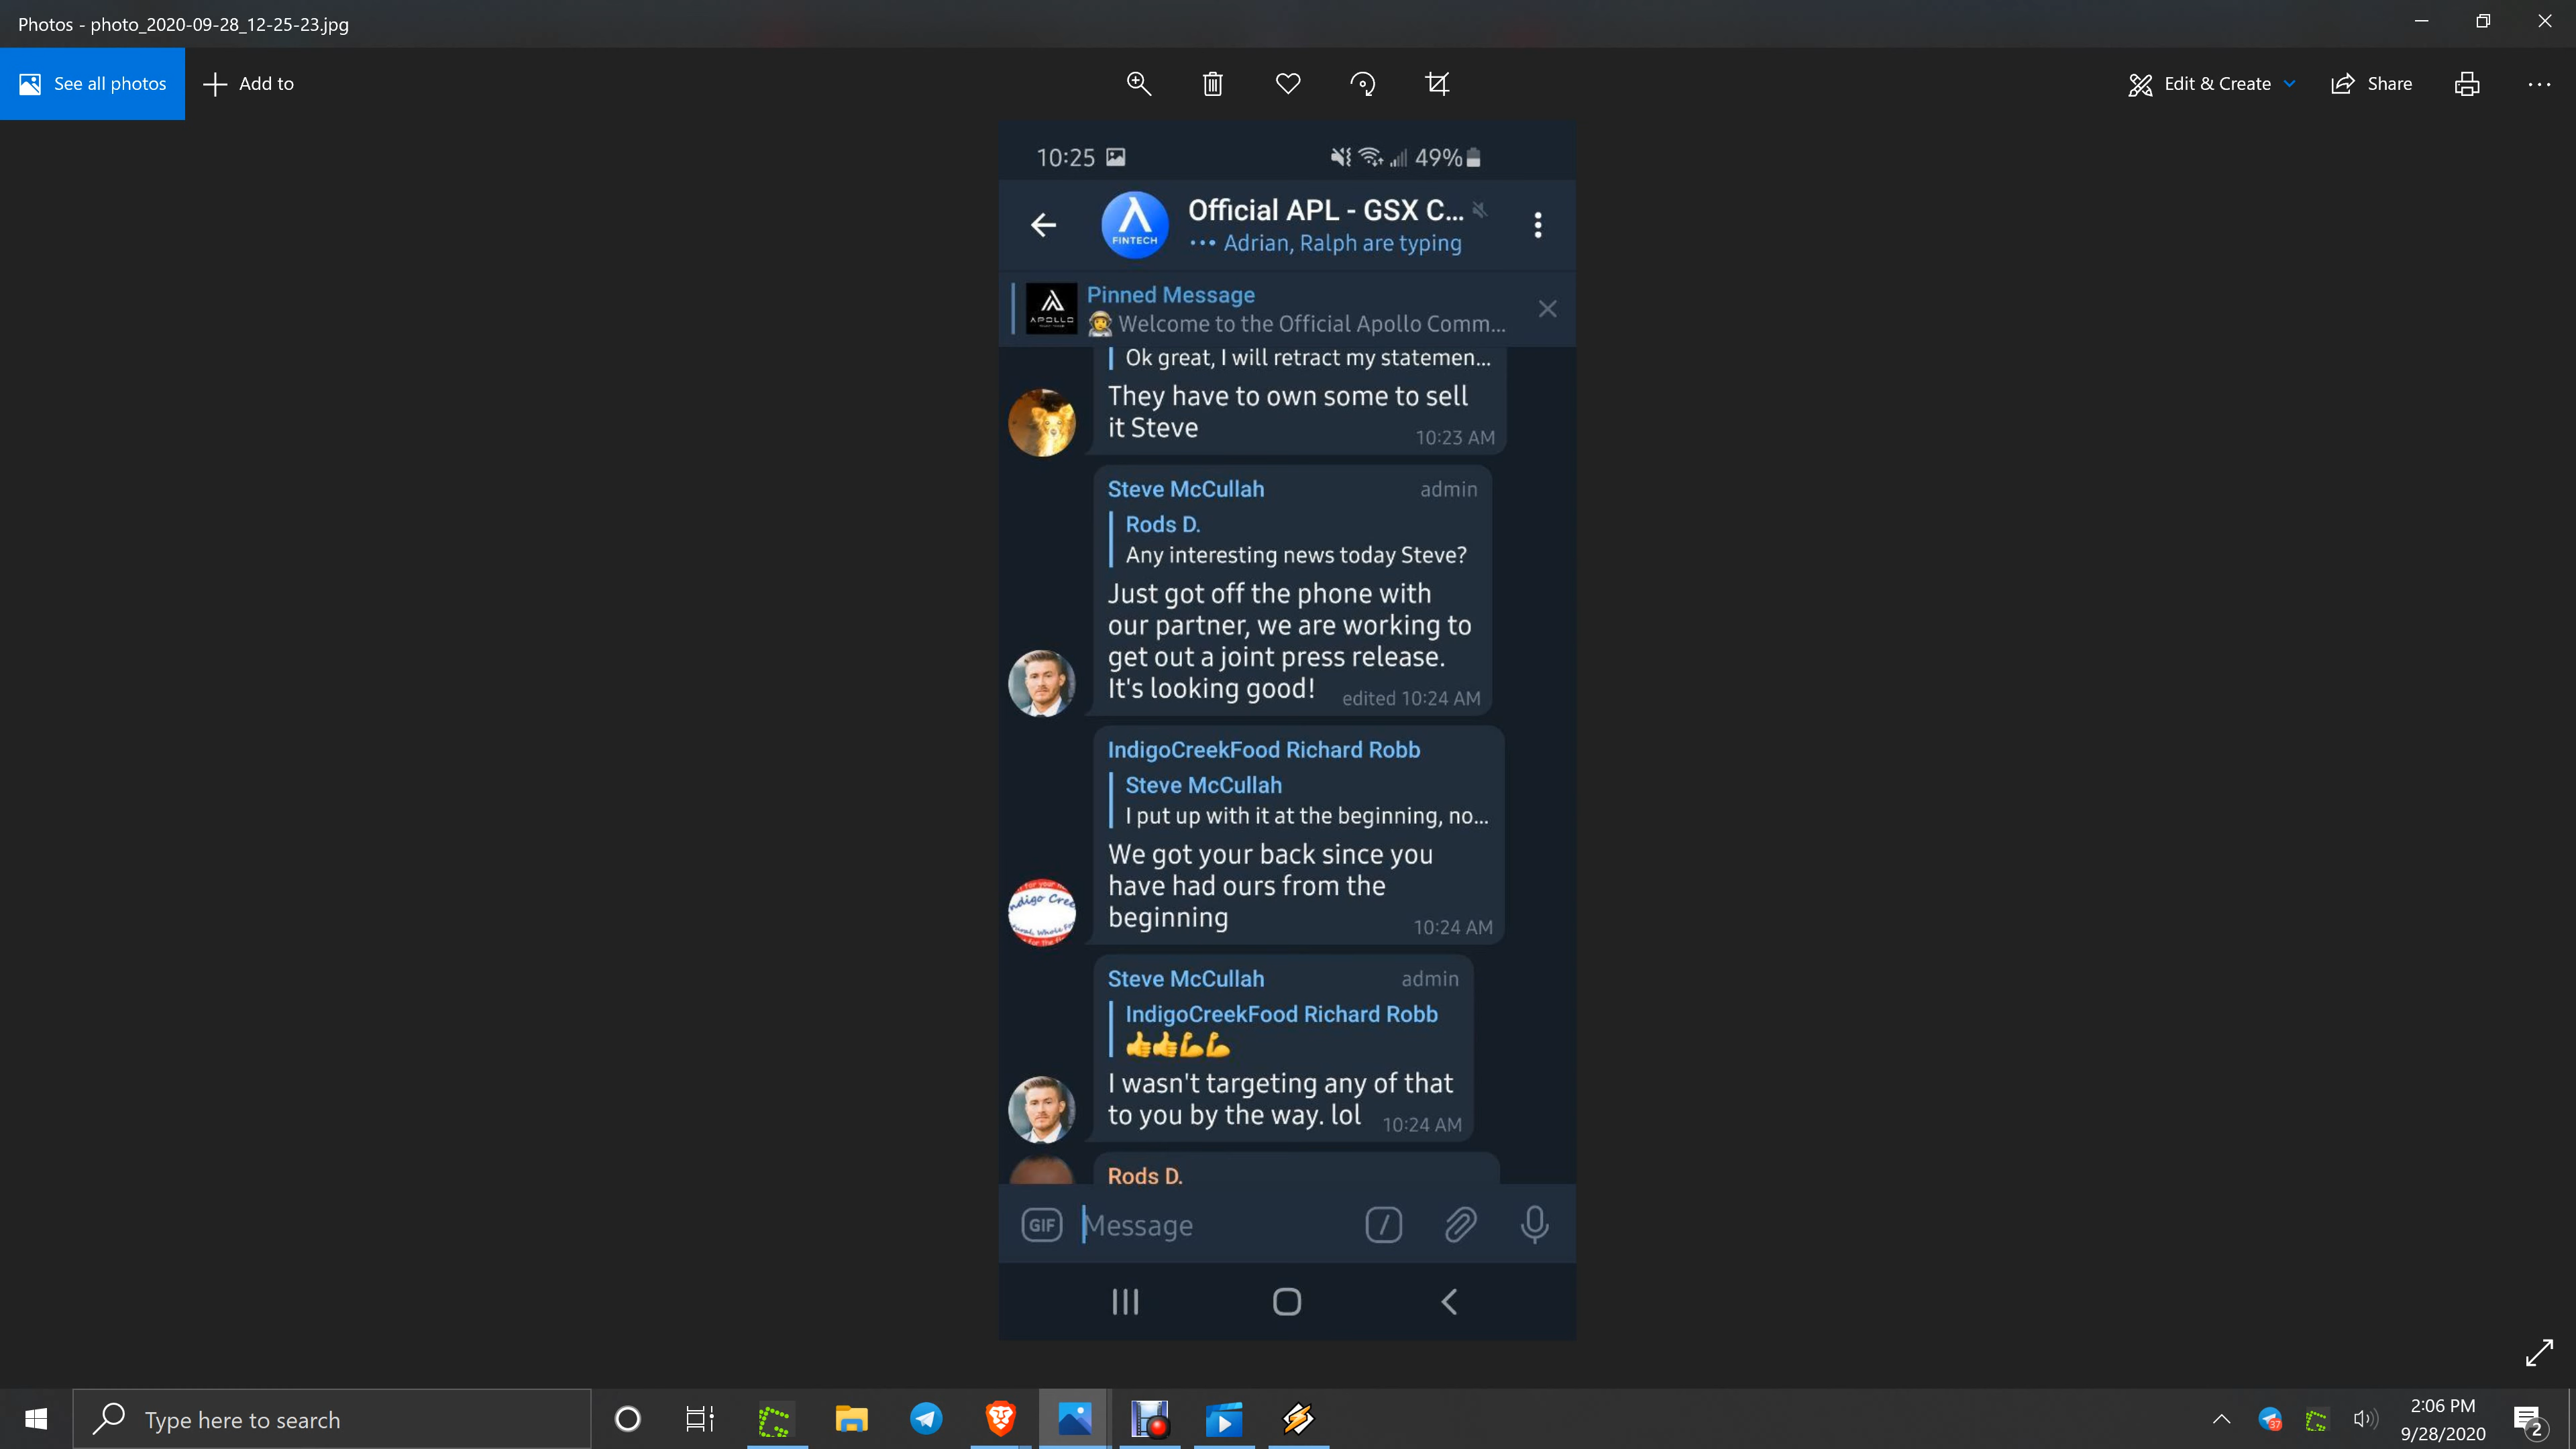 Photos - photo_2020-09-28_12-25-23.jpg
See all photos
Add to
Edit & Create
Share
10:25
49%
FINTECH
Official APL - GSX C...
••• Adrian, Ralph are typing
APOLLO
Pinned Message
👩‍🚀 Welcome to the Official Apollo Comm...
Ok great, I will retract my statemen...
They have to own some to sell
it Steve
10:23 AM
Steve McCullah admin
Rods D.
Any interesting news today Steve?
Just got off the phone with
our partner, we are working to
get out a joint press release.
It's looking good! edited 10:24 AM
IndigoCreekFood Richard Robb
Steve McCullah
I put up with it at the beginning, no...
We got your back since you
have had ours from the
beginning
10:24 AM
ndigo Cree
Steve McCullah admin
IndigoCreekFood Richard Robb
👍👍💪💪
I wasn't targeting any of that
to you by the way. lol 10:24 AM
Rods D.
GIF
Message
Type here to search
37
2:06 PM
9/28/2020
2